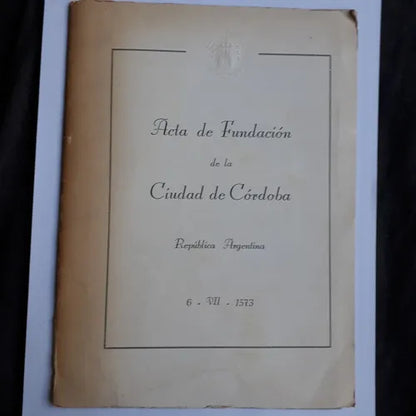 Acta de Fundación
de la
Ciudad de Córdoba
República Argentina
6 - VII - 1573